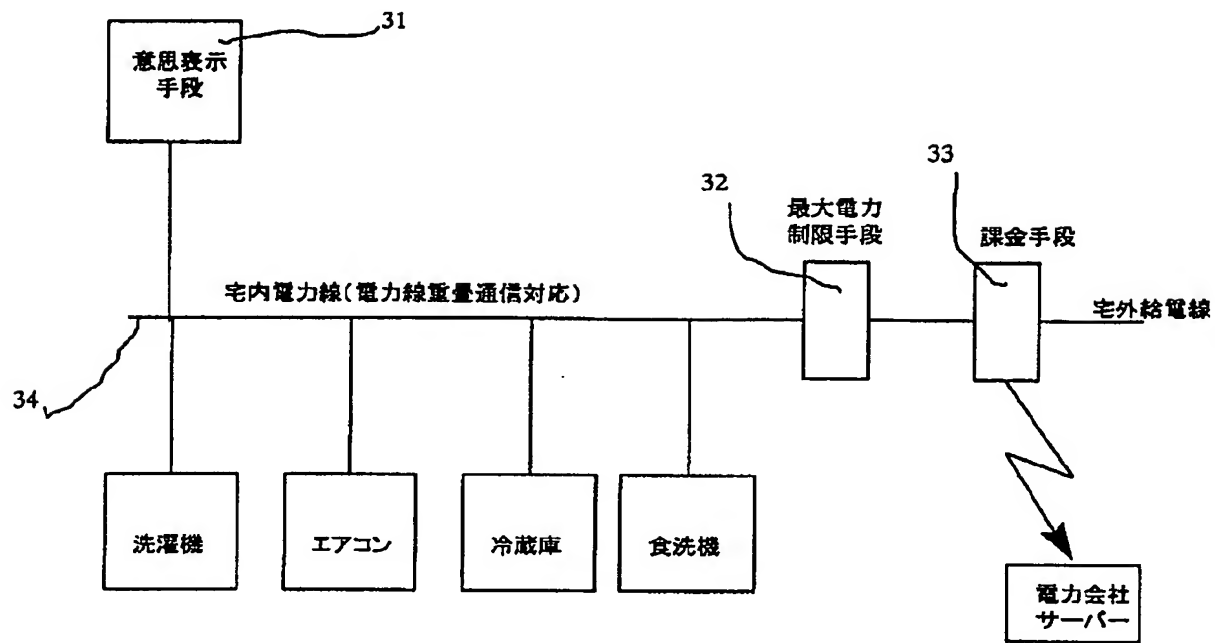 31
意思表示
手段
33
32
最大電力
制限手段
課金手段
宅内電力線(電力線重畳通信対応)
宅外給電線
34
洗濯機
エアコン
冷蔵庫
食洗機
電力会社
サーバー